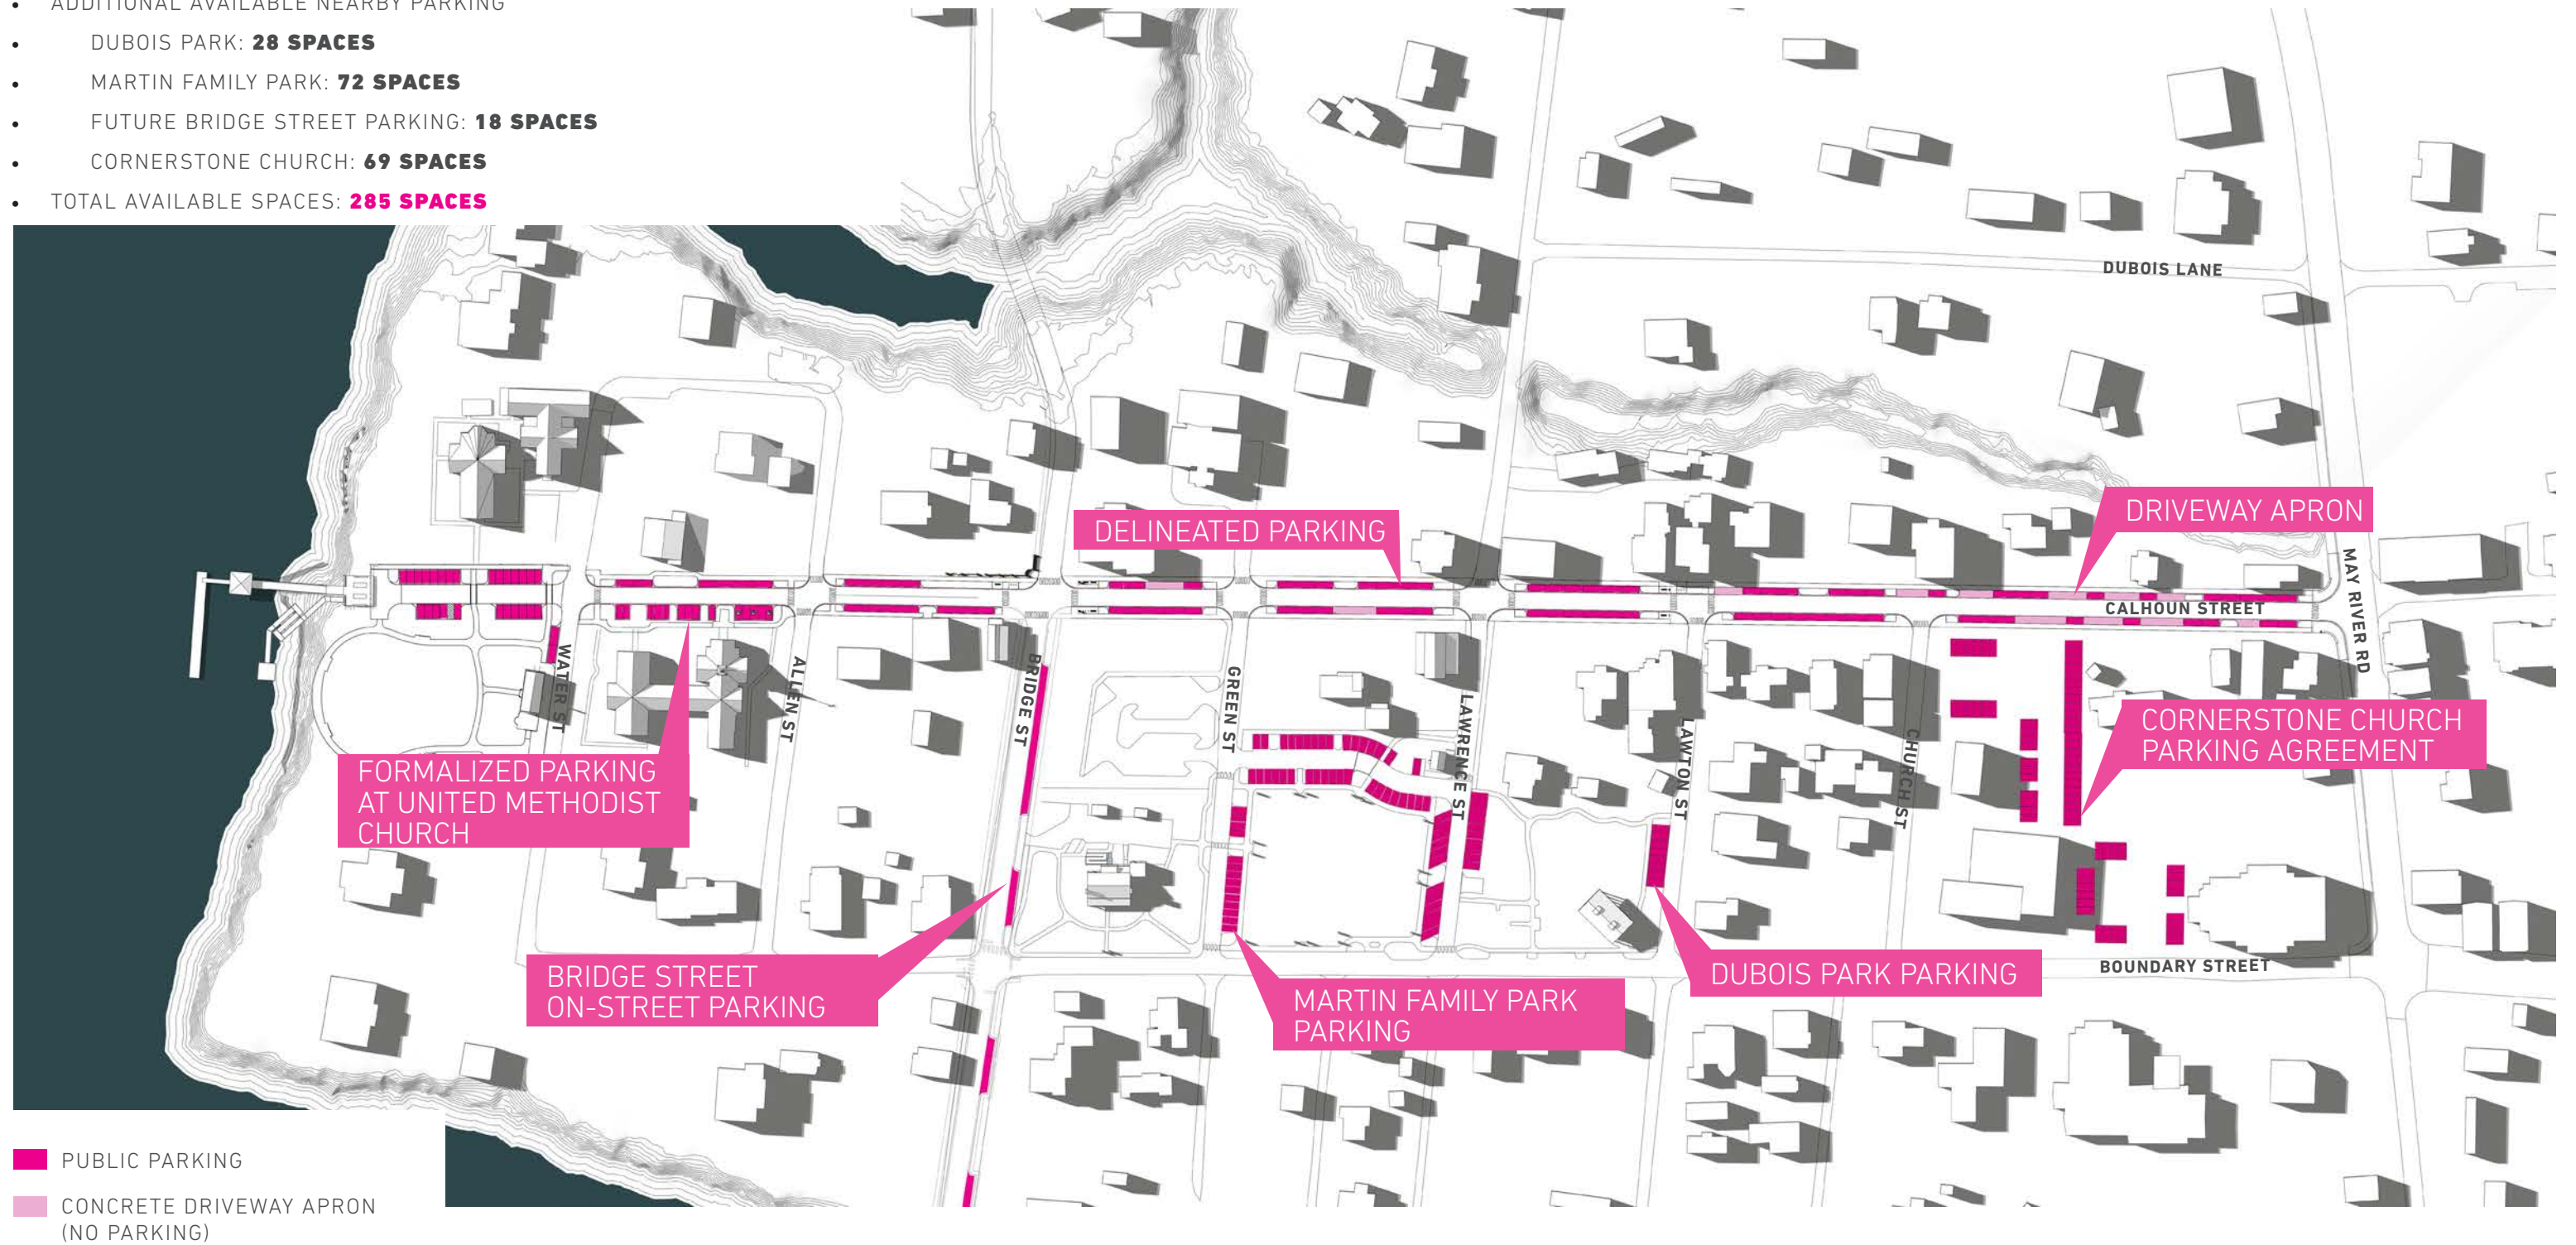 • ADDITIONAL AVAILABLE NEARBY PARKING
• DUBOIS PARK: 28 SPACES
• MARTIN FAMILY PARK: 72 SPACES
• FUTURE BRIDGE STREET PARKING: 18 SPACES
• CORNERSTONE CHURCH: 69 SPACES
• TOTAL AVAILABLE SPACES: 285 SPACES
DUBOIS LANE
DRIVEWAY APRON
DELINEATED PARKING
MAY RIVER RD
CALHOUN STREET
WATER ST
ALLEN ST
BRIDGE ST
GREEN ST
LAWRENCE ST
LAWTON ST
CHURCH ST
CORNERSTONE CHURCH
PARKING AGREEMENT
FORMALIZED PARKING
AT UNITED METHODIST
CHURCH
BRIDGE STREET
ON-STREET PARKING
MARTIN FAMILY PARK
PARKING
DUBOIS PARK PARKING
BOUNDARY STREET
PUBLIC PARKING
CONCRETE DRIVEWAY APRON
(NO PARKING)